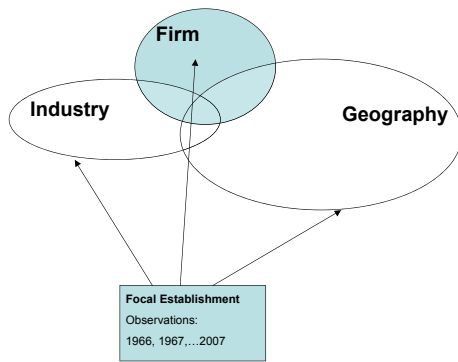 Firm
Industry
Geography
Focal Establishment
Observations:
1966, 1967,...2007